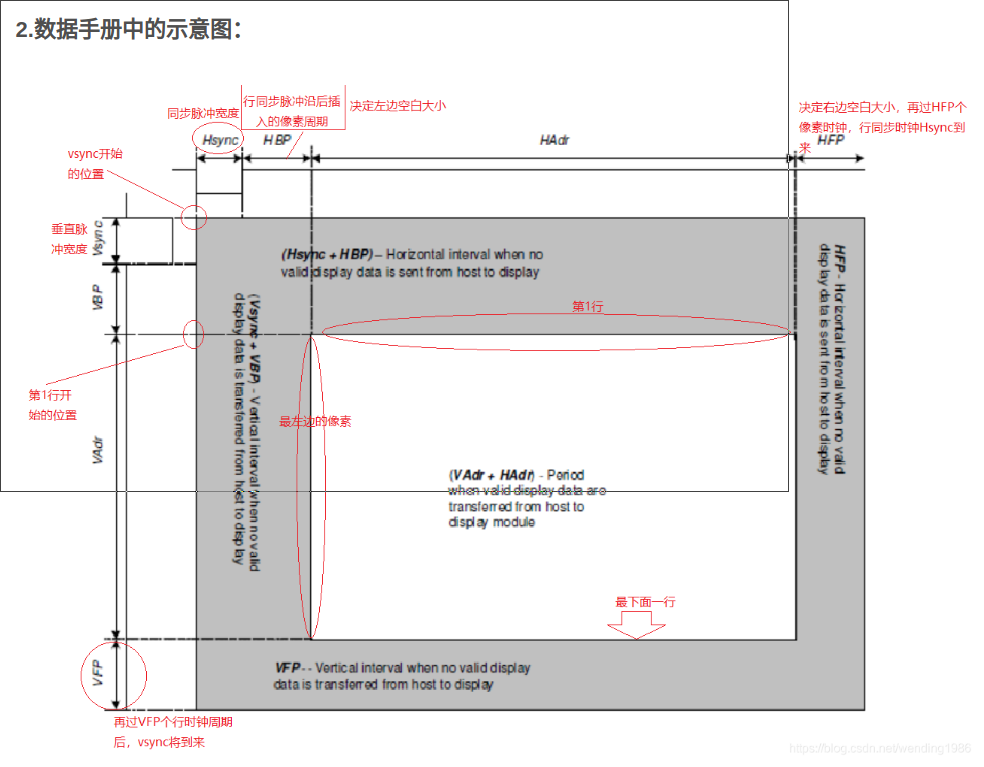 2.数据手册中的示意图：
同步脉冲宽度
行同步脉冲沿后插
入的像素周期
决定左边空白大小
决定右边空白大小，再过HFP个
像素时钟，行同步时钟Hsync到
来
Hsync
HBP
HAdr
HFP
vsync开始
的位置
垂直脉
冲宽度
Vsync
(Hsync + HBP) – Horizontal interval when no
valid display data is sent from host to display
HFP - Horizontal interval when no valid
display data is sent from host to display
VBP
(Vsync + VBP) - Vertical interval when no valid
display data is transferred from host to display
第1行
第1行开
始的位置
最左边的像素
VAdr
(VAdr + HAdr) - Period
when valid display data are
transferred from host to
display module
最下面一行
VFP
VFP - - Vertical interval when no valid display
data is transferred from host to display
再过VFP个行时钟周期
后，vsync将到来
https://blog.csdn.net/wending1986